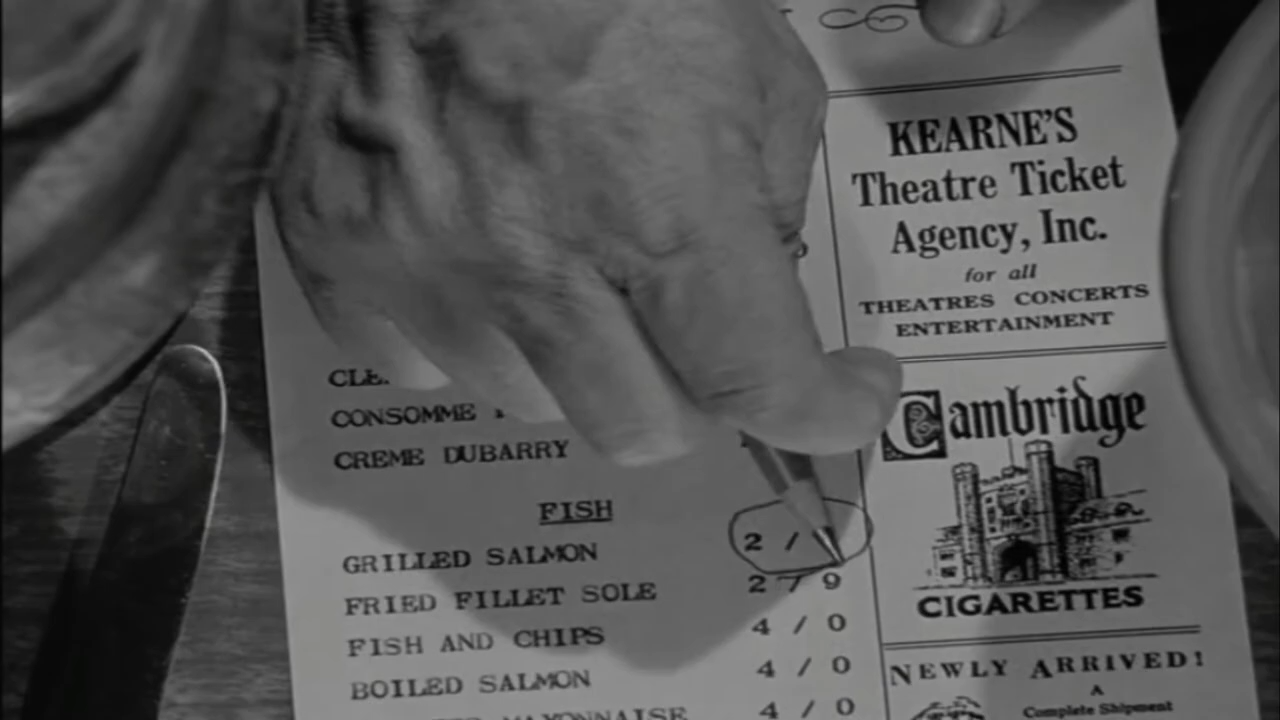 CONSOMME
CREME DUBARRY
FISH
GRILLED SALMON 2 /
FRIED FILLET SOLE 2 / 9
FISH AND CHIPS 4 / 0
BOILED SALMON 4 / 0
MAYONNAISE 4 / 0
KEARNE'S
Theatre Ticket
Agency, Inc.
for all
THEATRES CONCERTS
ENTERTAINMENT
Cambridge
CIGARETTES
NEWLY ARRIVED!
A
Complete Shipment